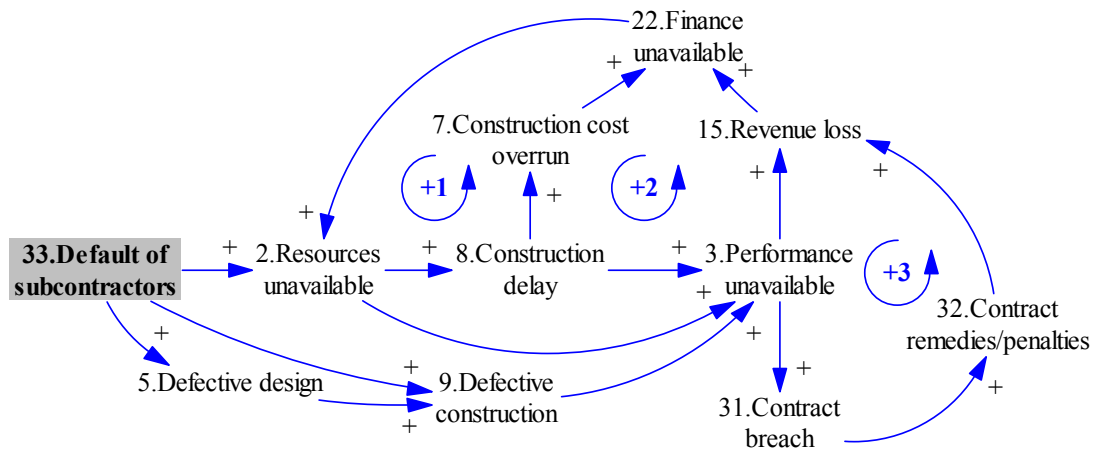 22.Finance
unavailable
+
+
7.Construction cost
overrun
15.Revenue loss
+1
+
+2
+
+
+
33.Default of
subcontractors
+
2.Resources
unavailable
+
8.Construction
delay
+
3.Performance
unavailable
+3
+
32.Contract
remedies/penalties
+
5.Defective design
+
+
9.Defective
construction
+
+
31.Contract
breach
+